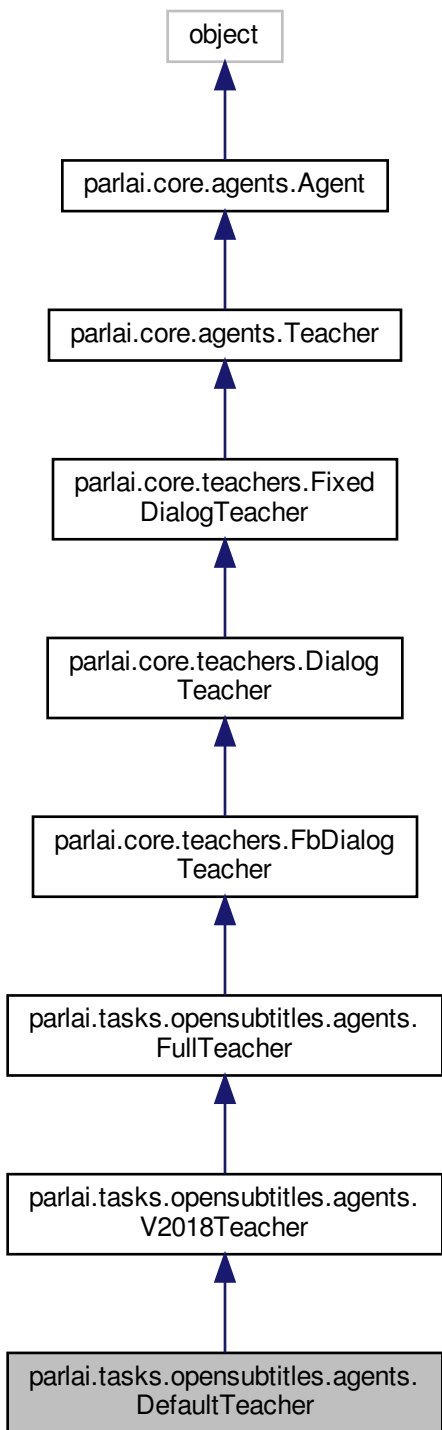 object
parlai.core.agents.Agent
parlai.core.agents.Teacher
parlai.core.teachers.Fixed
DialogTeacher
parlai.core.teachers.Dialog
Teacher
parlai.core.teachers.FbDialog
Teacher
parlai.tasks.opensubtitles.agents.
FullTeacher
parlai.tasks.opensubtitles.agents.
V2018Teacher
parlai.tasks.opensubtitles.agents.
DefaultTeacher